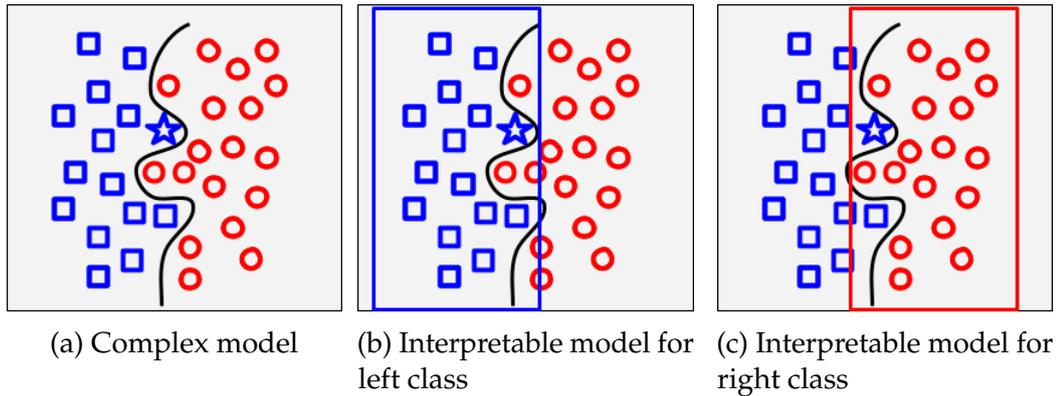 (a) Complex model
(b) Interpretable model for
left class
(c) Interpretable model for
right class